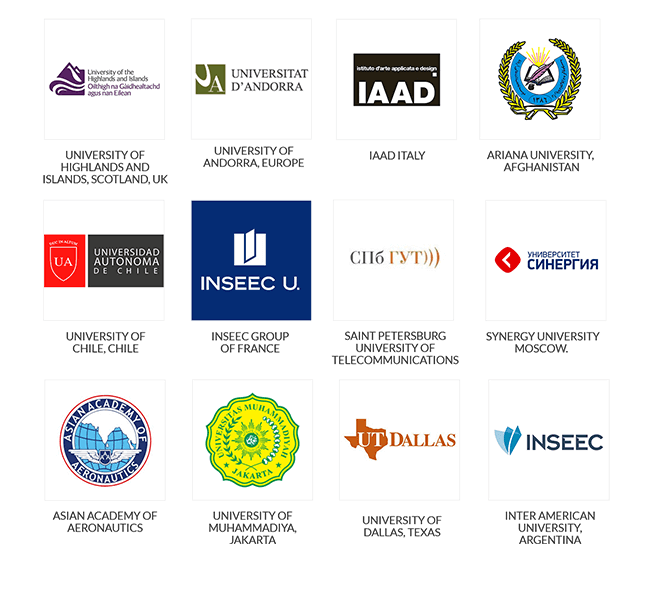 University of the
Highlands and Islands
Oilthigh na Gàidhealtachd
agus nan Eilean
UNIVERSITAT
D'ANDORRA
istituto d'arte applicata e design
IAAD.
UNIVERSITY OF
HIGHLANDS AND
ISLANDS, SCOTLAND, UK
UNIVERSITY OF
ANDORRA, EUROPE
IAAD ITALY
ARIANA UNIVERSITY,
AFGHANISTAN
UA
UNIVERSIDAD
AUTONOMA
DE CHILE
INSEEC U.
СПб ГУТ)))
УНИВЕРСИТЕТ
СИНЕРГИЯ
UNIVERSITY OF
CHILE, CHILE
INSEEC GROUP
OF FRANCE
SAINT PETERSBURG
UNIVERSITY OF
TELECOMMUNICATIONS
SYNERGY UNIVERSITY
MOSCOW.
ASIAN ACADEMY OF
AERONAUTICS
UNIVERSITAS MUHAMMADIYAH
JAKARTA
UT DALLAS
INSEEC
ASIAN ACADEMY OF
AERONAUTICS
UNIVERSITY OF
MUHAMMADIYA,
JAKARTA
UNIVERSITY OF
DALLAS, TEXAS
INTER AMERICAN
UNIVERSITY,
ARGENTINA